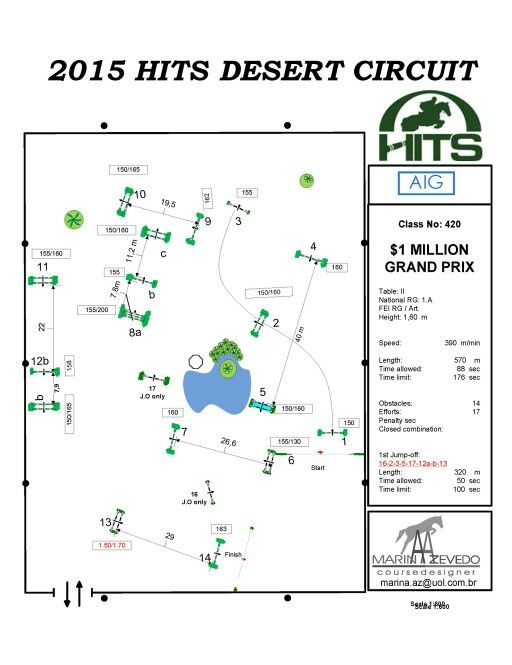 2015 HITS DESERT CIRCUIT
HITS
AIG
Class No: 420
$1 MILLION
GRAND PRIX
Table: II
National RG: 1.A
FEI RG / Art.
Height: 1,60 m
Speed: 390 m/min
Length: 570 m
Time allowed: 88 sec
Time limit: 176 sec
Obstacles: 14
Efforts: 17
Penalty sec
Closed combination:
1st Jump-off:
16-2-3-5-17-12a-b-13
Length: 320 m
Time allowed: 50 sec
Time limit: 100 sec
MARINA AZEVEDO
coursedesigner
marina.az@uol.com.br
Scale 1:600
150/165
10
19,5
162
9
155
3
150/160
c
11,2 m
4
160
155/160
11
155
b
7,8m
155/200
8a
150/160
2
40 m
22
12b
158
7,9
b
150/165
17
J.O only
5
150/160
160
7
26,6
155/130
6
150
1
Start
16
J.O only
13
1.50/1.70
29
163
14
Finish